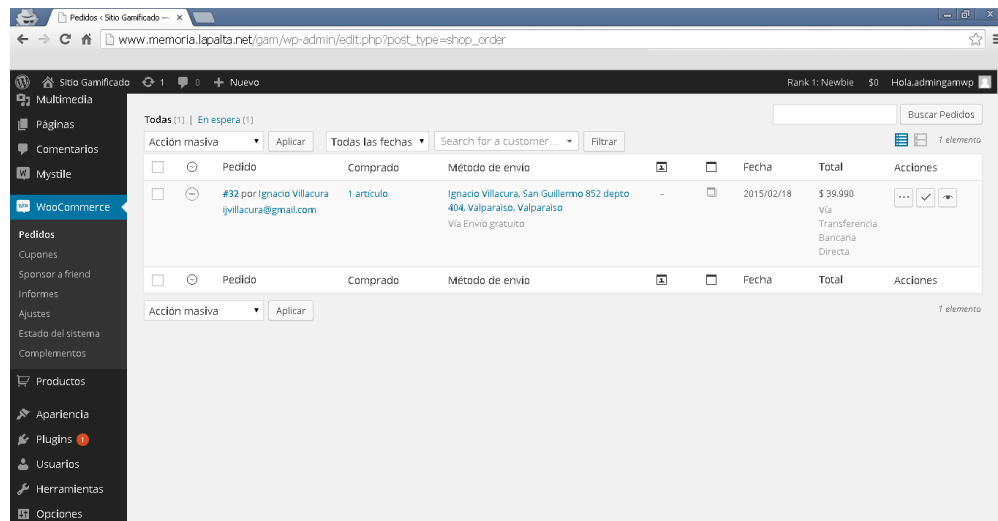 Pedidos ‹ Sitio Gamificado —
www.memoria.lapalta.net/gam/wp-admin/edit.php?post_type=shop_order
Sitio Gamificado 1 0 + Nuevo Rank 1: Newbie $0 Hola,admingamwp
Multimedia
Páginas
Comentarios
Mystile
WooCommerce
Pedidos
Cupones
Sponsor a friend
Informes
Ajustes
Estado del sistema
Complementos
Productos
Apariencia
Plugins 1
Usuarios
Herramientas
Opciones
Buscar Pedidos
Todas (1) | En espera (1)
Acción masiva Aplicar Todas las fechas Search for a customer... Filtrar 1 elemento
Pedido Comprado Método de envío Fecha Total Acciones
#32 por Ignacio Villacura 1 artículo Ignacio Villacura, San Guillermo 852 depto – 2015/02/18 $ 39.990
ijvillacura@gmail.com 404, Valparaiso, Valparaiso Vía
Vía Envío gratuito Transferencia
Bancaria
Directa
Pedido Comprado Método de envío Fecha Total Acciones
Acción masiva Aplicar 1 elemento